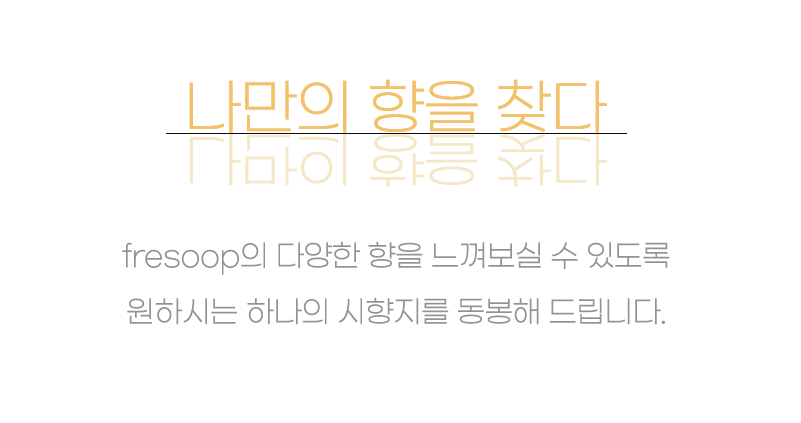 나만의 향을 찾다
fresoop의 다양한 향을 느껴보실 수 있도록
원하시는 하나의 시향지를 동봉해 드립니다.